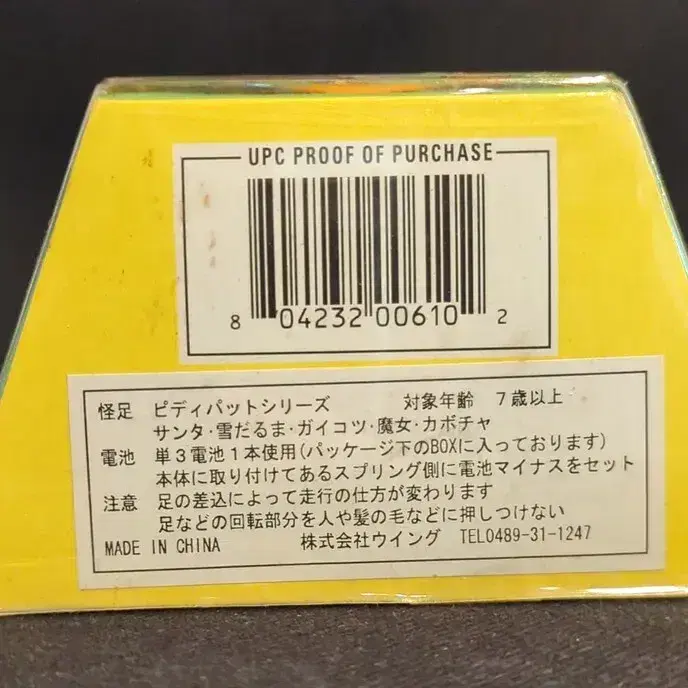 UPC PROOF OF PURCHASE
8 04232 00610 2
怪足 ピディパットシリーズ 対象年齢 7歳以上
サンタ・雪だるま・ガイコツ・魔女・カボチャ
電池 単3電池1本使用(パッケージ下のBOXに入っております)
本体に取り付けてあるスプリング側に電池マイナスをセット
注意 足の差込によって走行の仕方が変わります
足などの回転部分を人や髪の毛などに押しつけない
MADE IN CHINA 株式会社ウイング TEL0489-31-1247